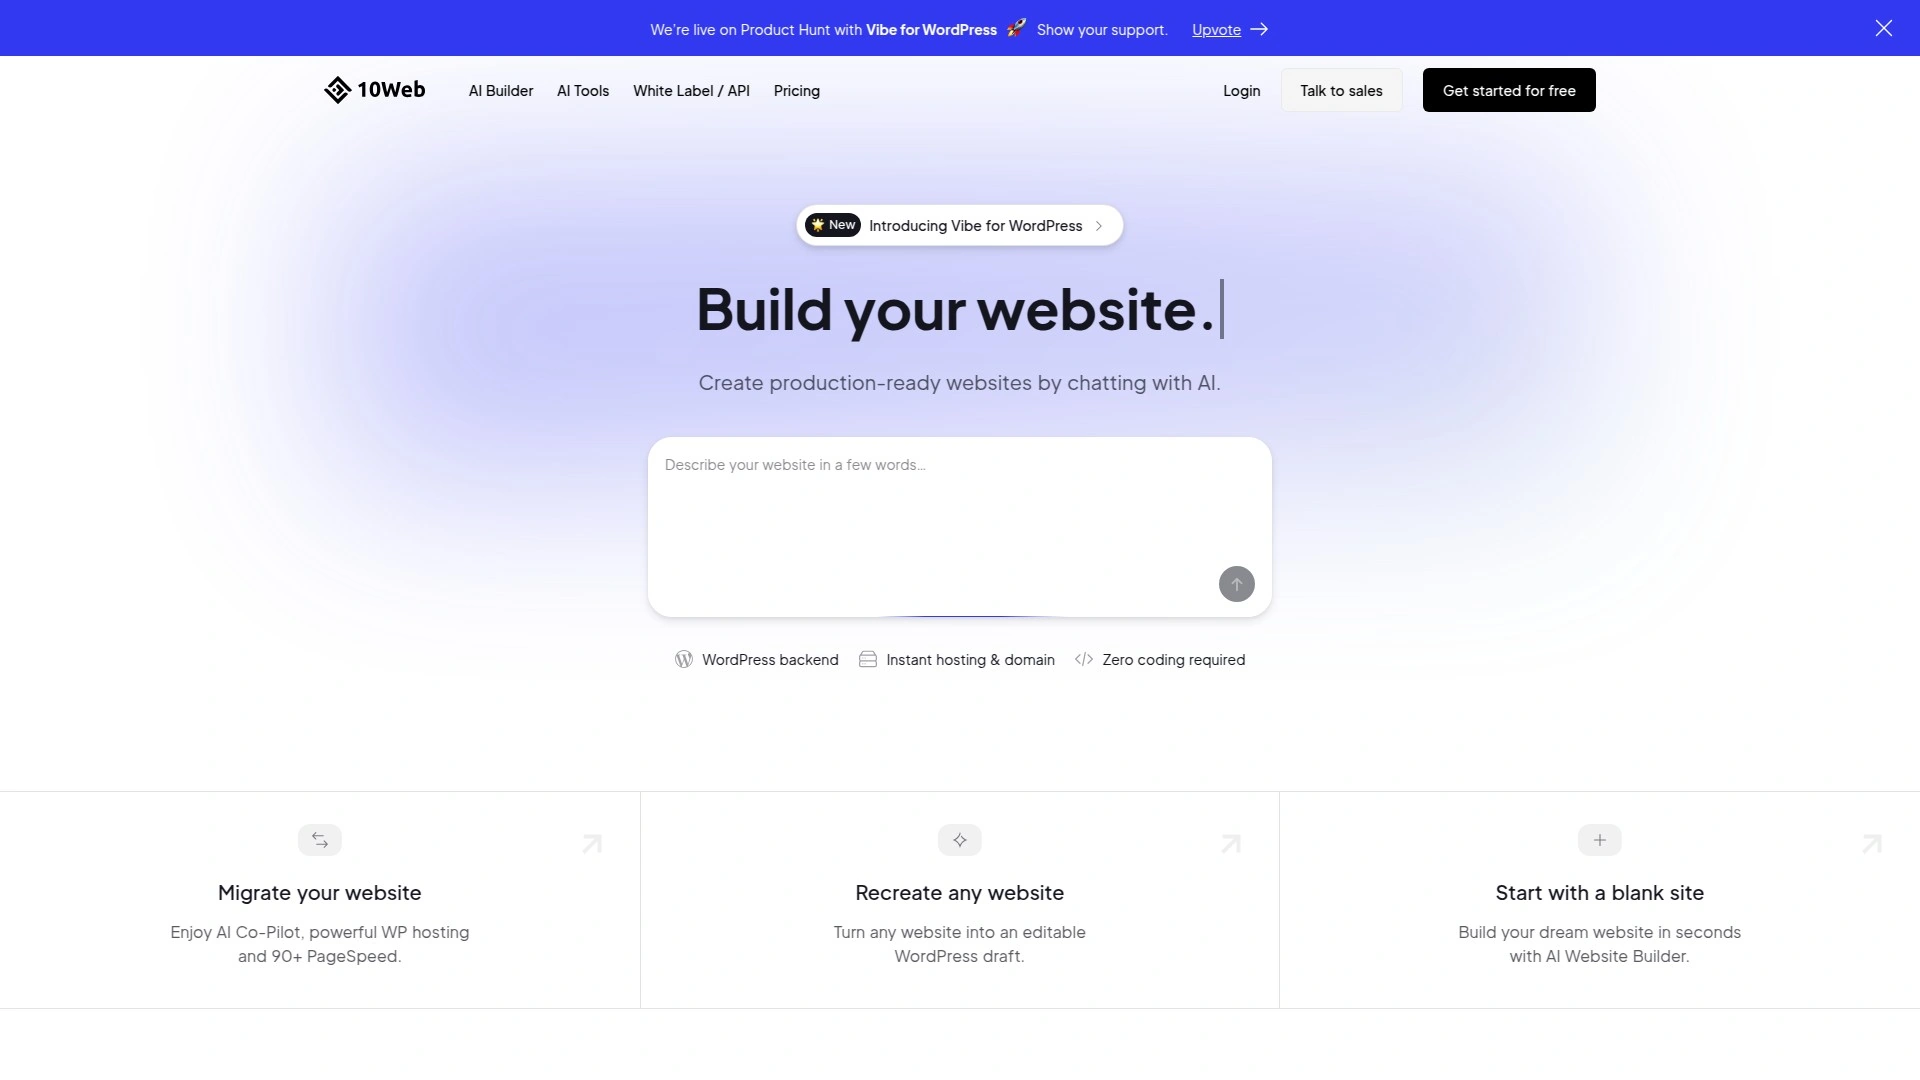 We're live on Product Hunt with Vibe for WordPress 🚀 Show your support. Upvote
10Web
AI Builder
AI Tools
White Label / API
Pricing
Login
Talk to sales
Get started for free
🌟 New Introducing Vibe for WordPress
Build your website.
Create production-ready websites by chatting with AI.
Describe your website in a few words…
WordPress backend
Instant hosting & domain
Zero coding required
Migrate your website
Enjoy AI Co-Pilot, powerful WP hosting
and 90+ PageSpeed.
Recreate any website
Turn any website into an editable
WordPress draft.
Start with a blank site
Build your dream website in seconds
with AI Website Builder.